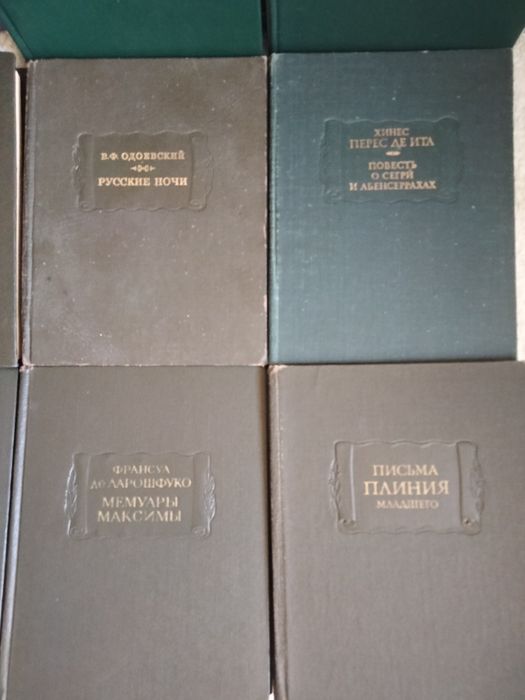 В.Ф. ОДОЕВСКИЙ
РУССКИЕ НОЧИ
ХИНЕС
ПЕРЕС ДЕ ИТА
ПОВЕСТЬ
О СЕГРИ
И АБЕНСЕРРАХАХ
ФРАНСУА
ДЕ ЛАРОШФУКО
МЕМУАРЫ
МАКСИМЫ
ПИСЬМА
ПЛИНИЯ
МЛАДШЕГО